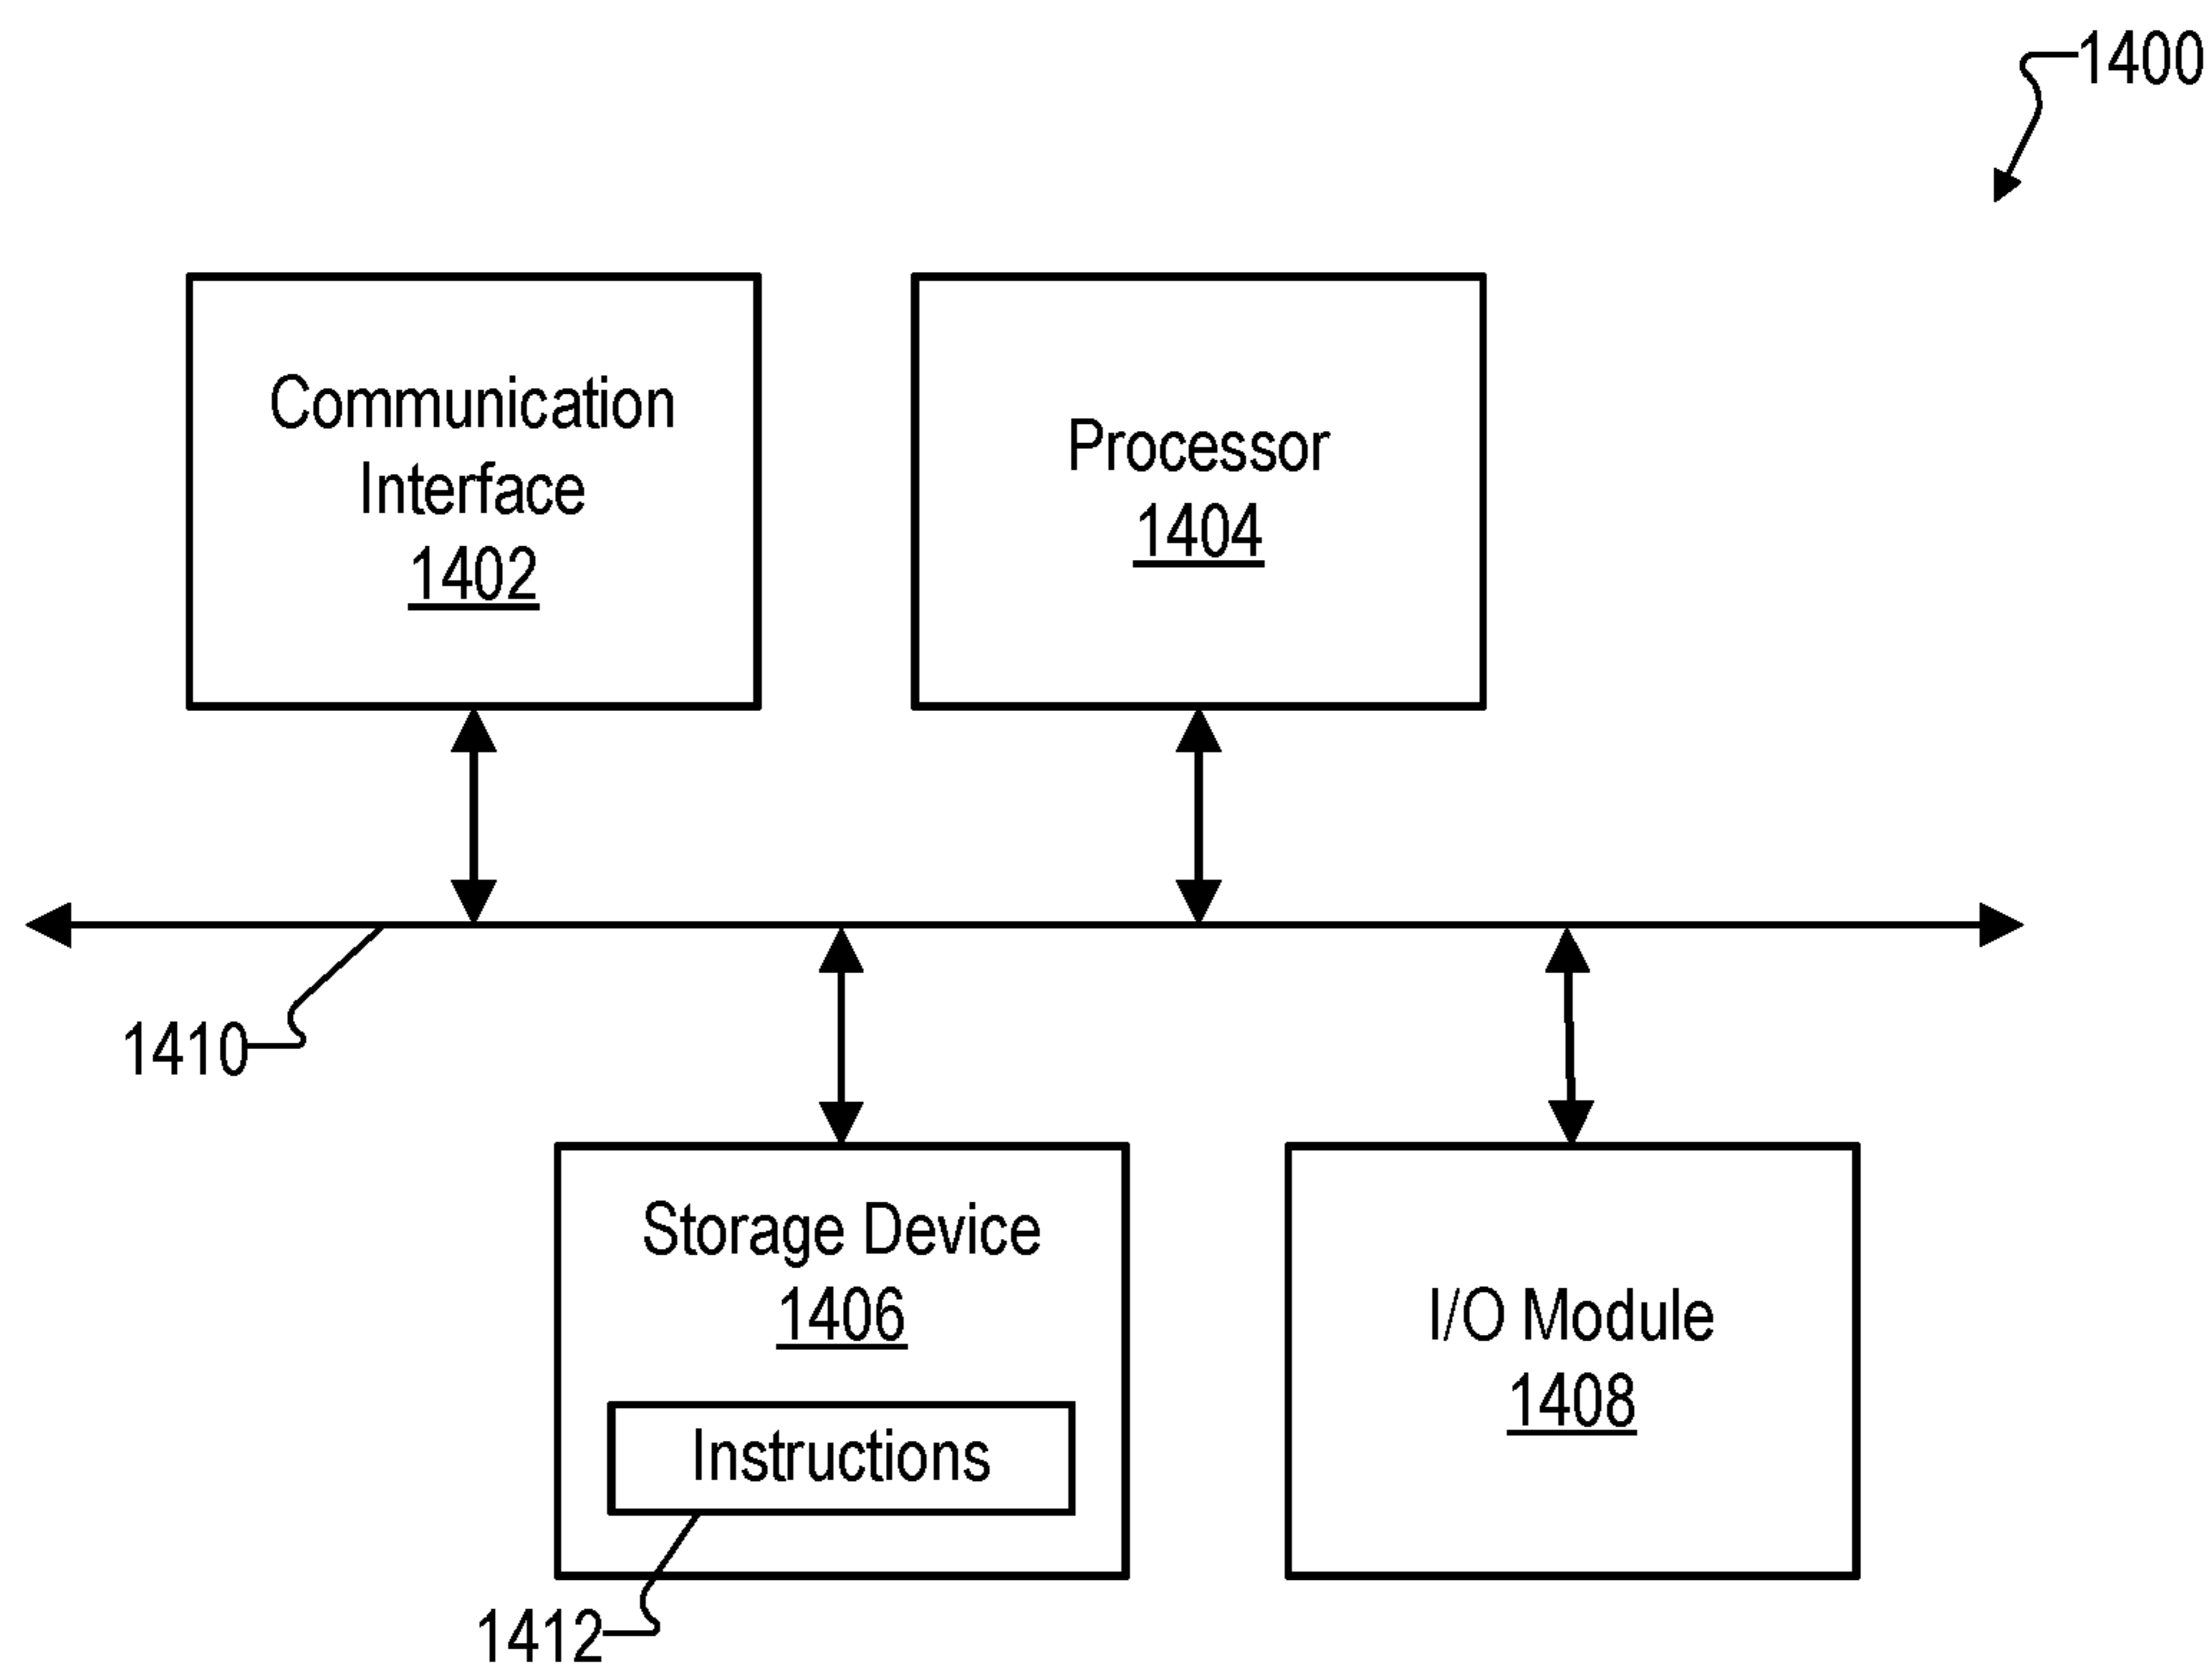 1400
Communication
Interface
1402
Processor
1404
1410
Storage Device
1406
Instructions
1412
I/O Module
1408